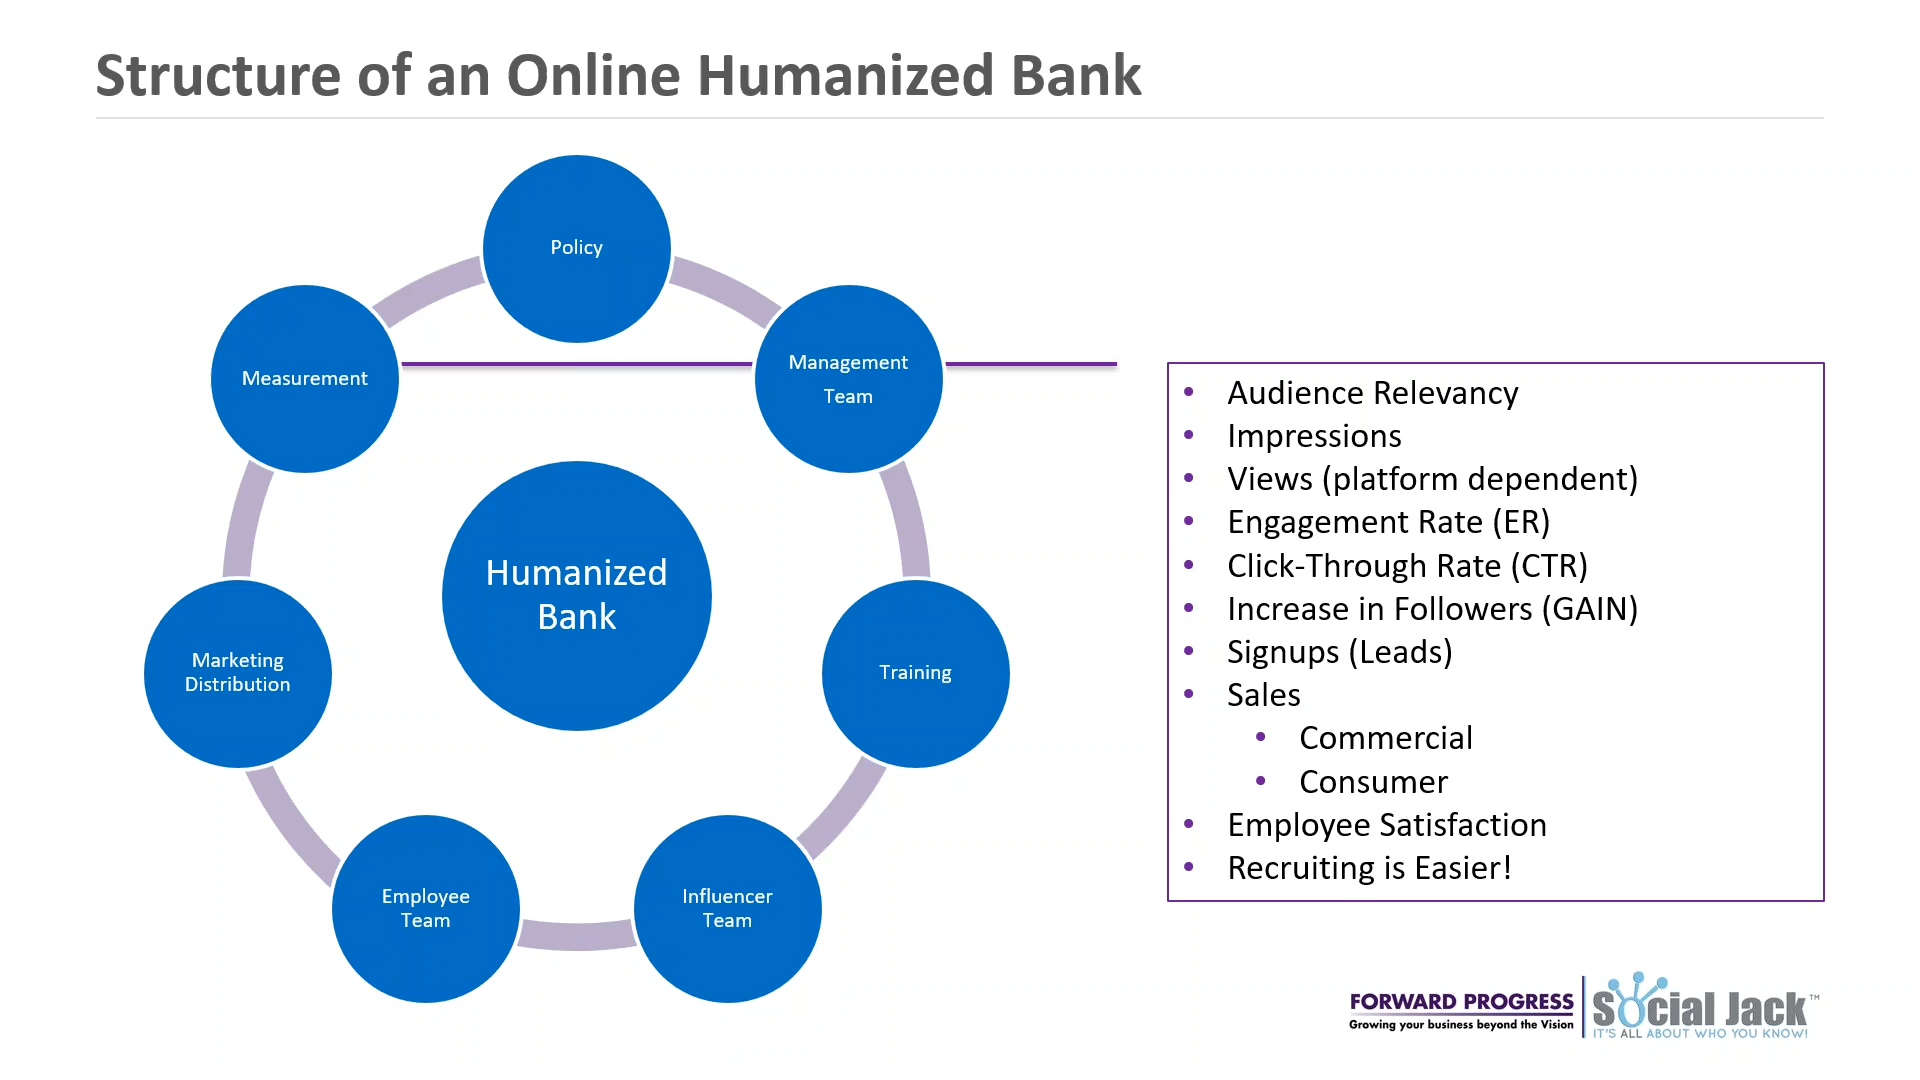 Structure of an Online Humanized Bank
Policy
Management
Team
Measurement
Humanized
Bank
Marketing
Distribution
Training
Employee
Team
Influencer
Team
• Audience Relevancy
• Impressions
• Views (platform dependent)
• Engagement Rate (ER)
• Click-Through Rate (CTR)
• Increase in Followers (GAIN)
• Signups (Leads)
• Sales
• Commercial
• Consumer
• Employee Satisfaction
• Recruiting is Easier!
FORWARD PROGRESS
Growing your business beyond the Vision
Social Jack™
IT'S ALL ABOUT WHO YOU KNOW!